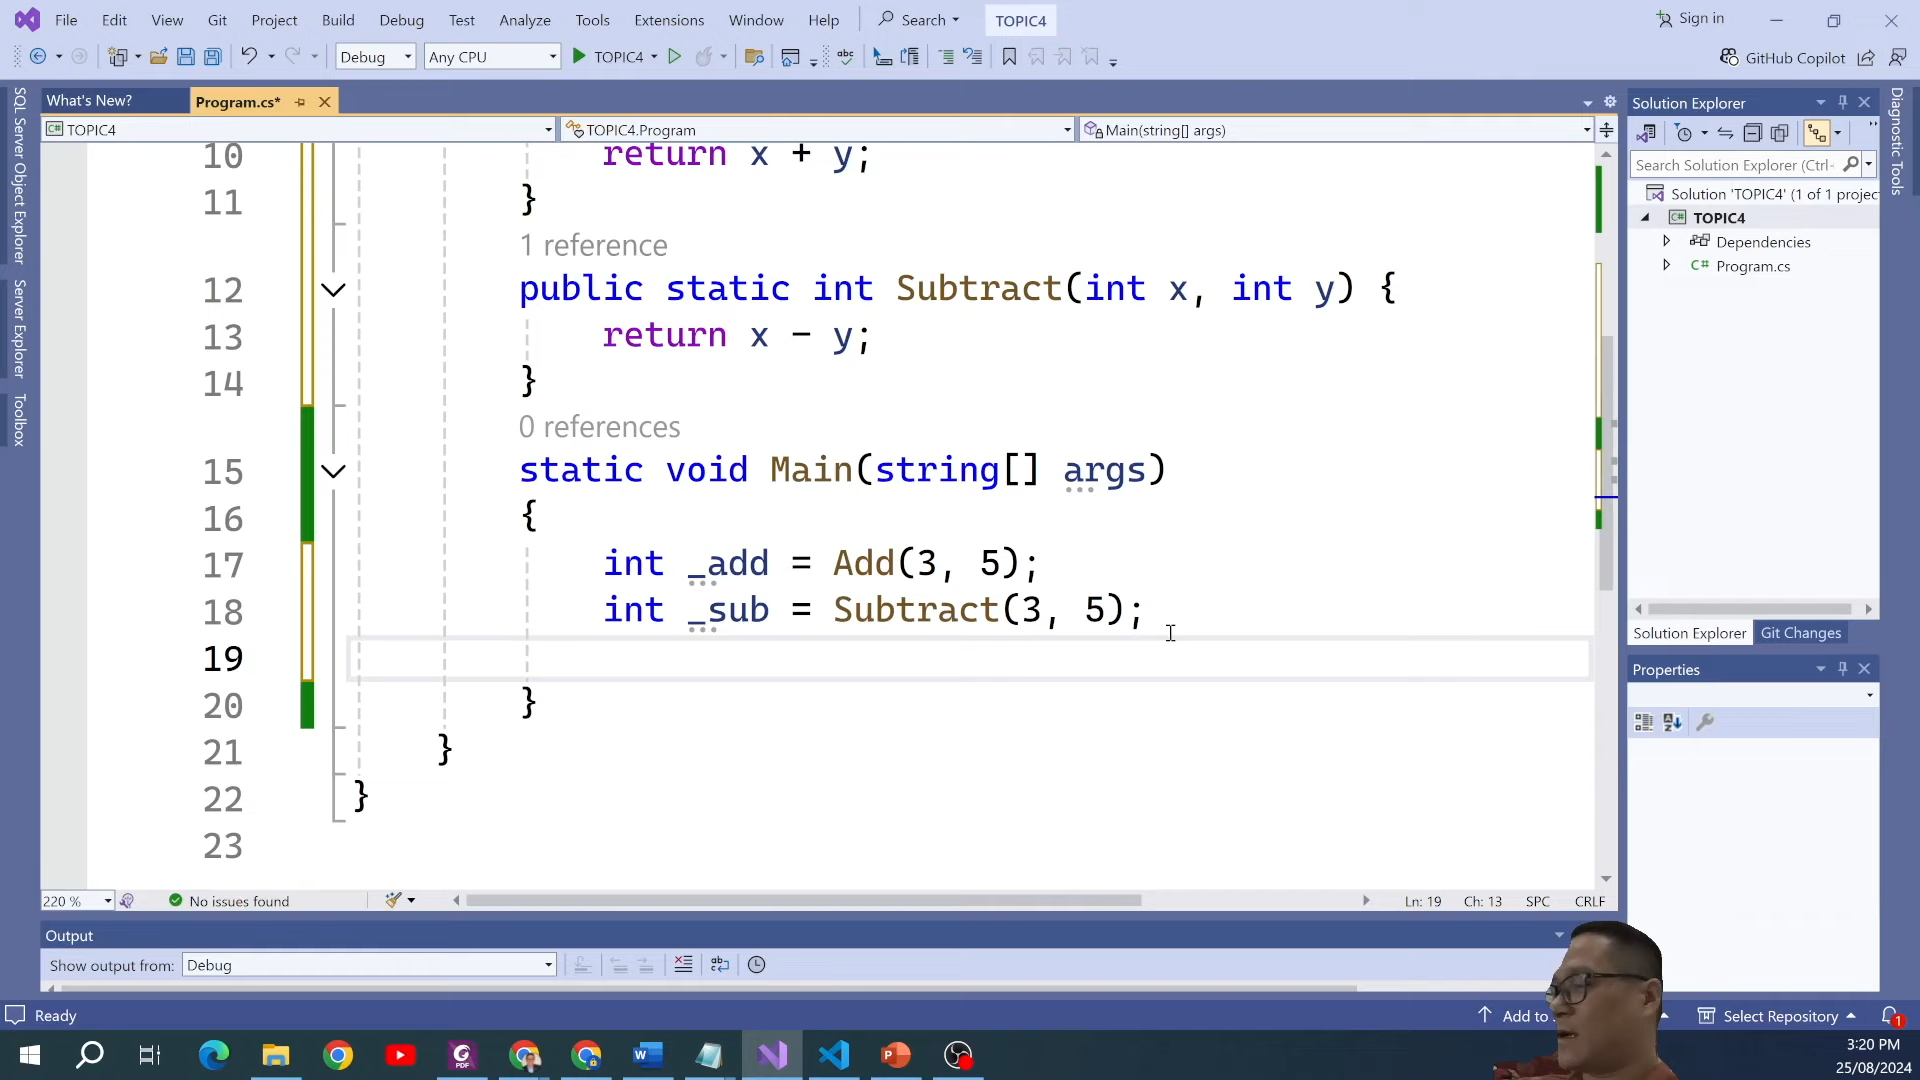 File Edit View Git Project Build Debug Test Analyze Tools Extensions Window Help Search TOPIC4 Sign in
Debug Any CPU TOPIC4 GitHub Copilot
What's New? Program.cs*
TOPIC4 TOPIC4.Program Main(string[] args)
10 return x + y;
11 }
1 reference
12 public static int Subtract(int x, int y) {
13 return x - y;
14 }
0 references
15 static void Main(string[] args)
16 {
17 int _add = Add(3, 5);
18 int _sub = Subtract(3, 5);
19
20 }
21 }
22 }
23
220 % No issues found Ln: 19 Ch: 13 SPC CRLF
Output
Show output from: Debug
Ready Add to Select Repository 1
SQL Server Object Explorer
Server Explorer
Toolbox
Solution Explorer
Search Solution Explorer (Ctrl-
Solution 'TOPIC4' (1 of 1 project
TOPIC4
Dependencies
C# Program.cs
Solution Explorer Git Changes
Properties
Diagnostic Tools
3:20 PM
25/08/2024